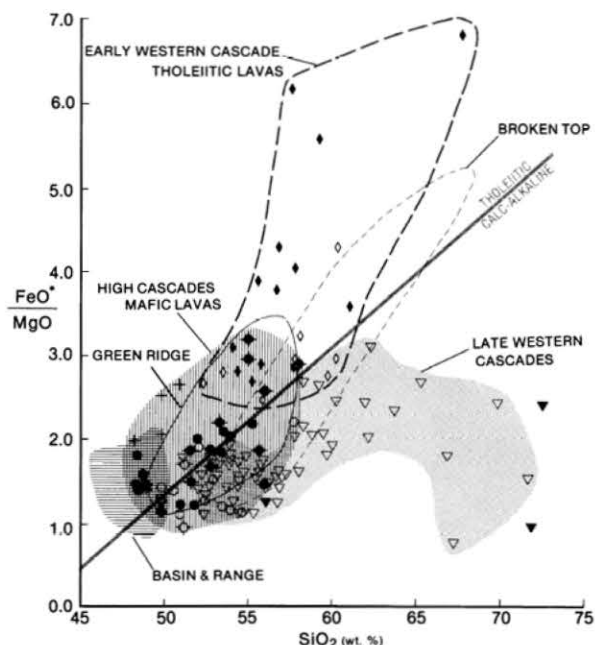 7.0
6.0
5.0
4.0
3.0
2.0
1.0
0.0
FeO*
MgO
EARLY WESTERN CASCADE
THOLEIITIC LAVAS
BROKEN TOP
THOLEIITIC
CALC-ALKALINE
HIGH CASCADES
MAFIC LAVAS
GREEN RIDGE
LATE WESTERN
CASCADES
BASIN & RANGE
45
50
55
60
65
70
75
SiO₂ (wt. %)